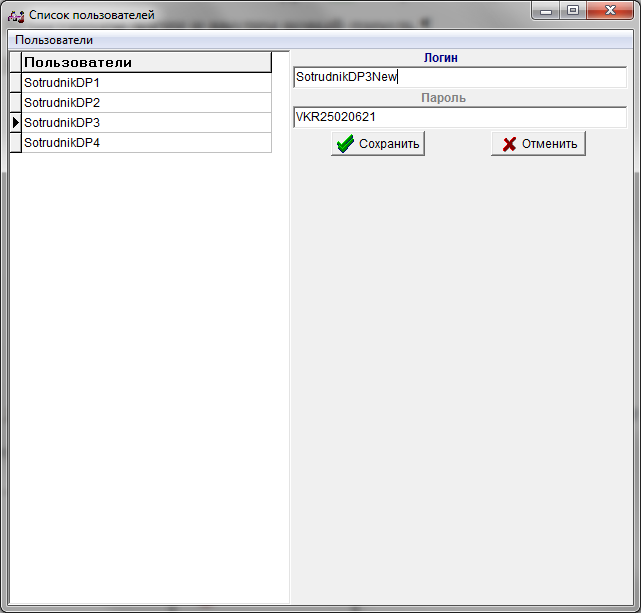 Список пользователей
Пользователи
Пользователи
SotrudnikDP1
SotrudnikDP2
SotrudnikDP3
SotrudnikDP4
Логин
SotrudnikDP3New
Пароль
VKR25020621
Сохранить
Отменить